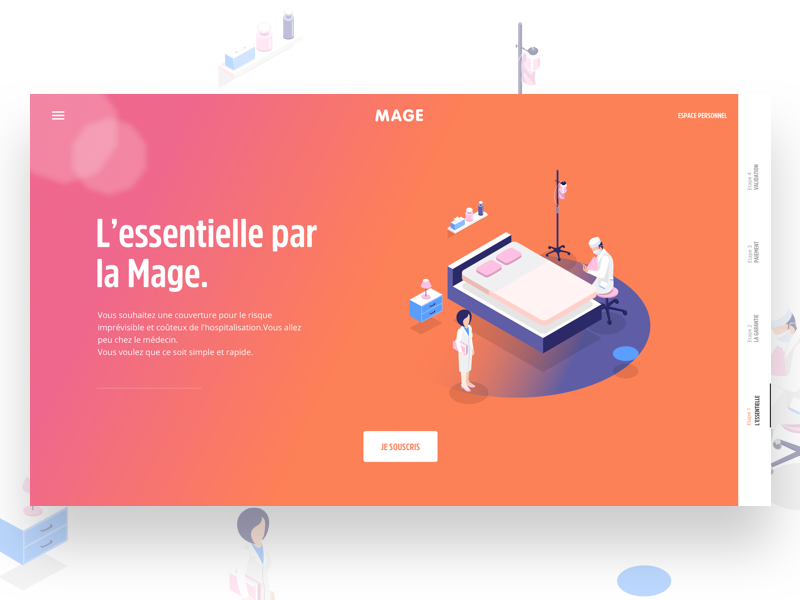 MAGE
ESPACE PERSONNEL
L’essentielle par
la Mage.
Vous souhaitez une couverture pour le risque
imprévisible et coûteux de l'hospitalisation.Vous allez
peu chez le médecin.
Vous voulez que ce soit simple et rapide.
JE SOUSCRIS
Etape 4
VALIDATION
Etape 3
PAIEMENT
Etape 2
LA GARANTIE
Etape 1
L'ESSENTIELLE